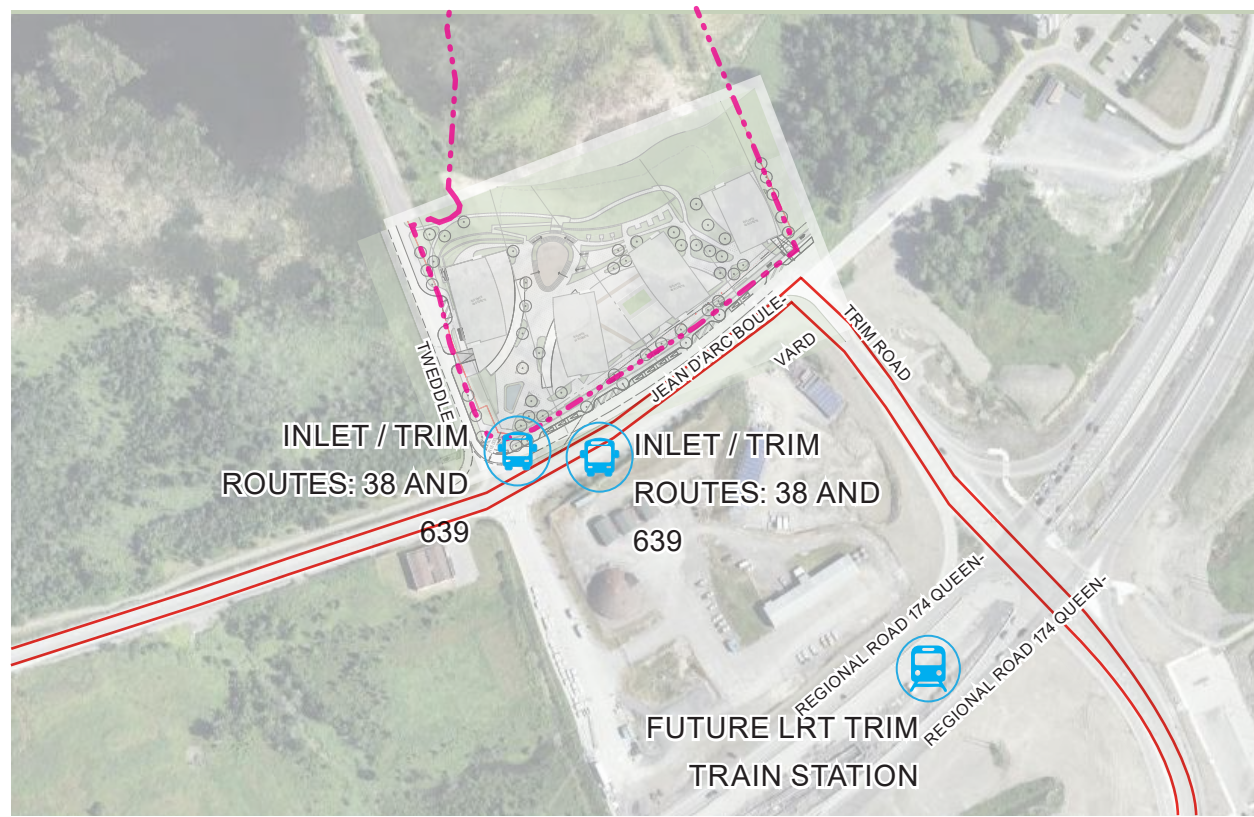 JEAN D'ARC BOULE-
VARD
TRIM ROAD
TWEDDLE
INLET / TRIM
ROUTES: 38 AND
639
INLET / TRIM
ROUTES: 38 AND
639
REGIONAL ROAD 174 QUEEN-
REGIONAL ROAD 174 QUEEN-
FUTURE LRT TRIM
TRAIN STATION